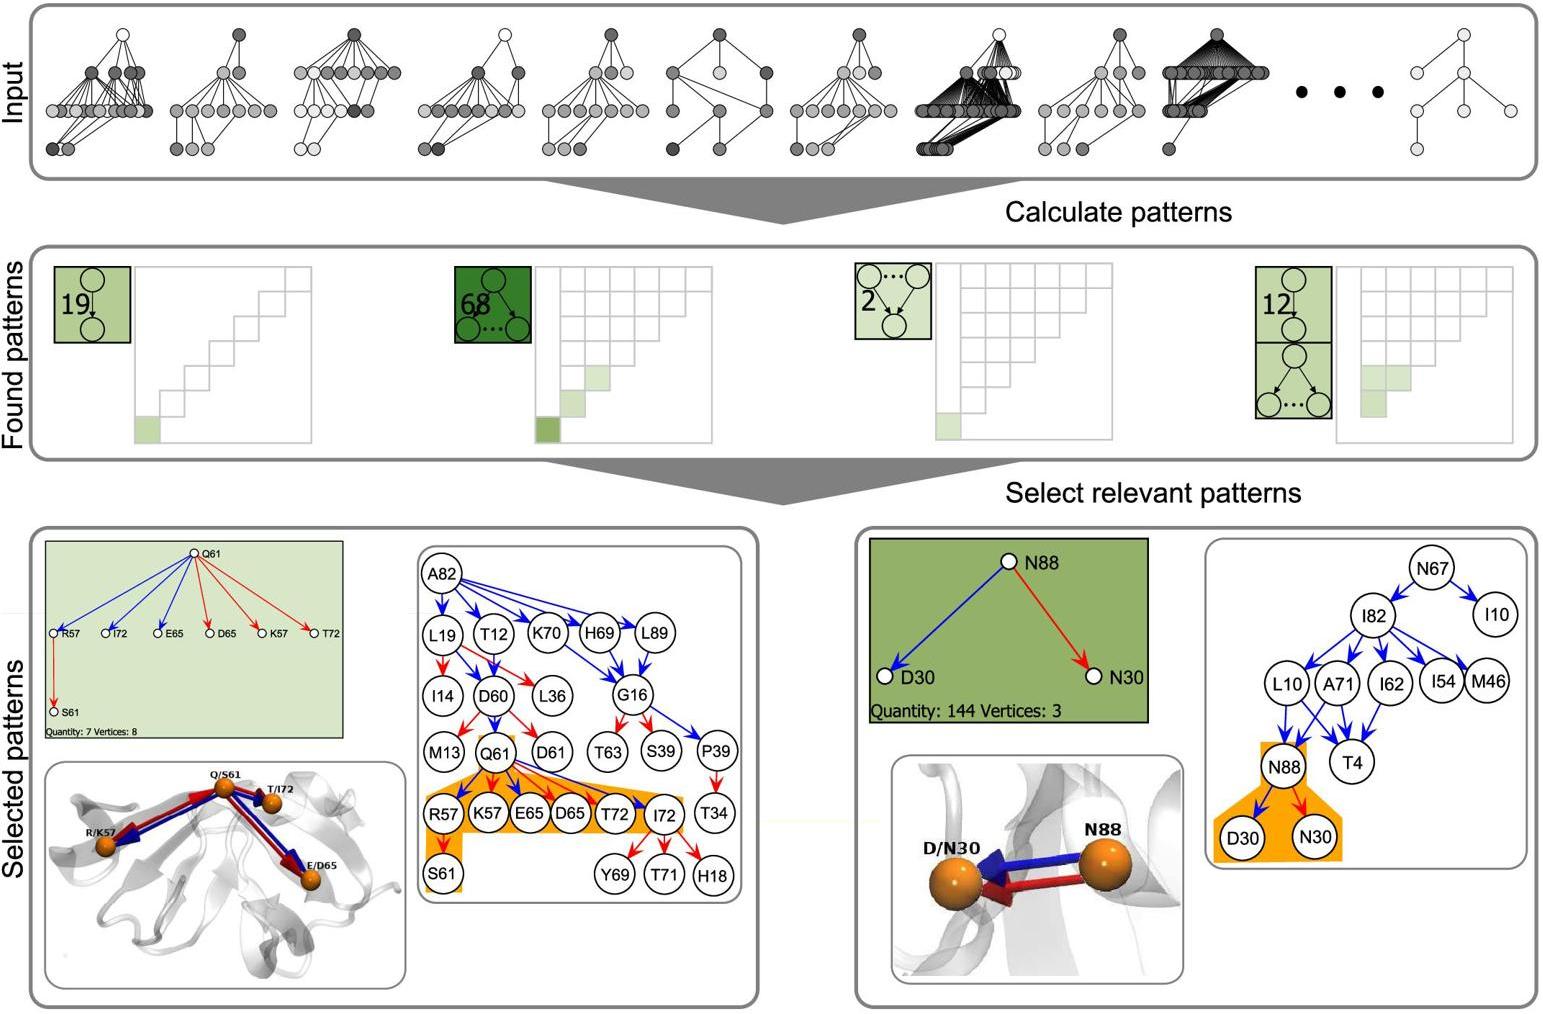 Input
Calculate patterns
Found patterns
19
68
2
12
Select relevant patterns
Selected patterns
Q61
R57 I72 E65 D65 K57 T72
S61
Quantity: 7 Vertices: 8
Q/S61
T/I72
R/K57
E/D65
A82
L19 T12 K70 H69 L89
I14 D60 L36 G16
M13 Q61 D61 T63 S39 P39
R57 K57 E65 D65 T72 I72 T34
S61 Y69 T71 H18
N88
D30 N30
Quantity: 144 Vertices: 3
N88
D/N30
N67
I82 I10
L10 A71 I62 I54 M46
N88 T4
D30 N30